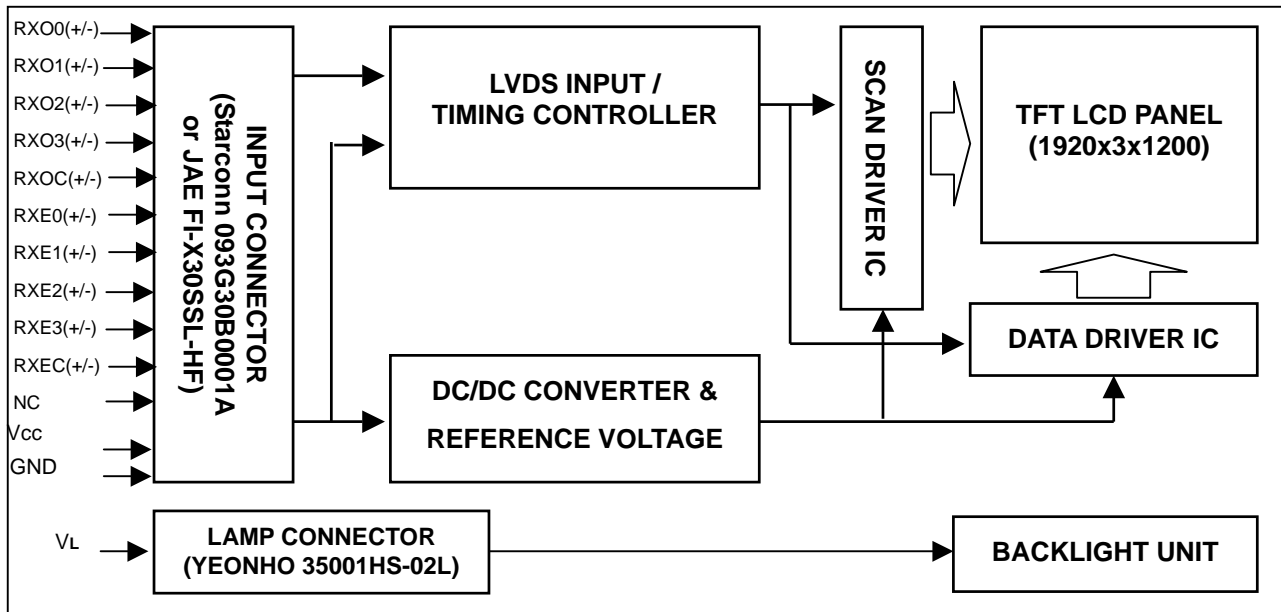 RXO0(+/-)
RXO1(+/-)
RXO2(+/-)
RXO3(+/-)
RXOC(+/-)
RXE0(+/-)
RXE1(+/-)
RXE2(+/-)
RXE3(+/-)
RXEC(+/-)
NC
Vcc
GND
VL
INPUT CONNECTOR
(Starconn 093G30B0001A
or JAE FI-X30SSL-HF)
LVDS INPUT /
TIMING CONTROLLER
DC/DC CONVERTER &
REFERENCE VOLTAGE
SCAN DRIVER IC
TFT LCD PANEL
(1920x3x1200)
DATA DRIVER IC
LAMP CONNECTOR
(YEONHO 35001HS-02L)
BACKLIGHT UNIT